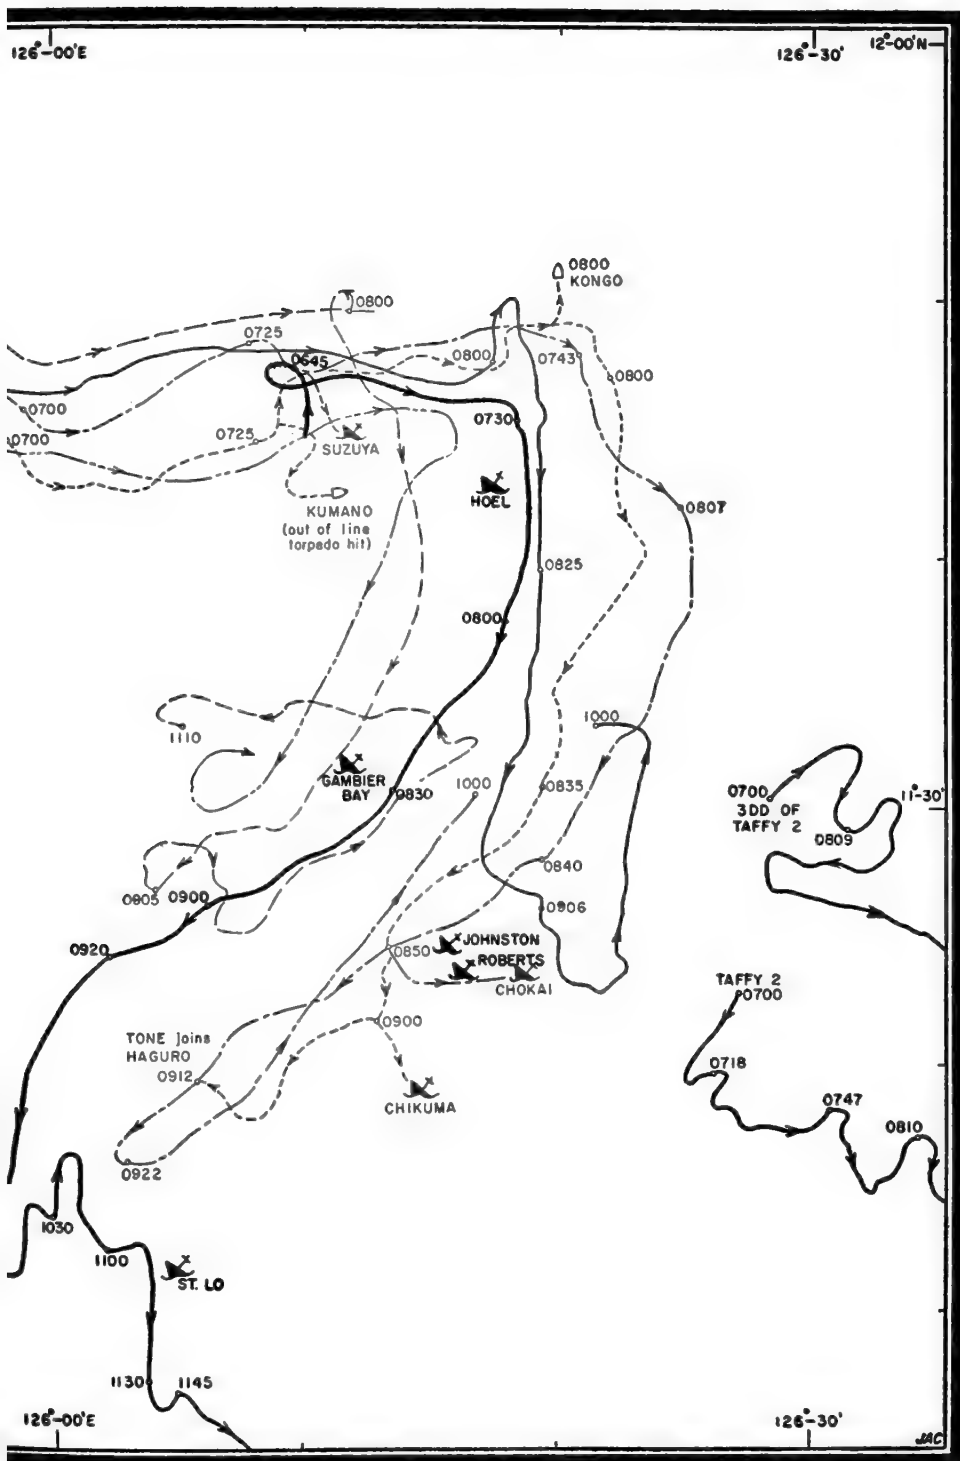 126°-00'E
126°-30'
12°-00'N
0800
KONGO
0800
0725
0645
0800
0743
0800
0700
0700
0725
0730
SUZUYA
KUMANO
(out of line
torpedo hit)
HOEL
0807
0825
0800
1110
1000
GAMBIER
BAY
0830
1000
0835
0700
3DD OF
TAFFY 2
11°-30'
0809
0840
0805
0900
0906
0920
0850
JOHNSTON
ROBERTS
CHOKAI
TAFFY 2
0700
0900
TONE joins
HAGURO
0912
0718
CHIKUMA
0747
0810
0922
1030
1100
ST. LO
1130
1145
126°-00'E
126°-30'
JAC